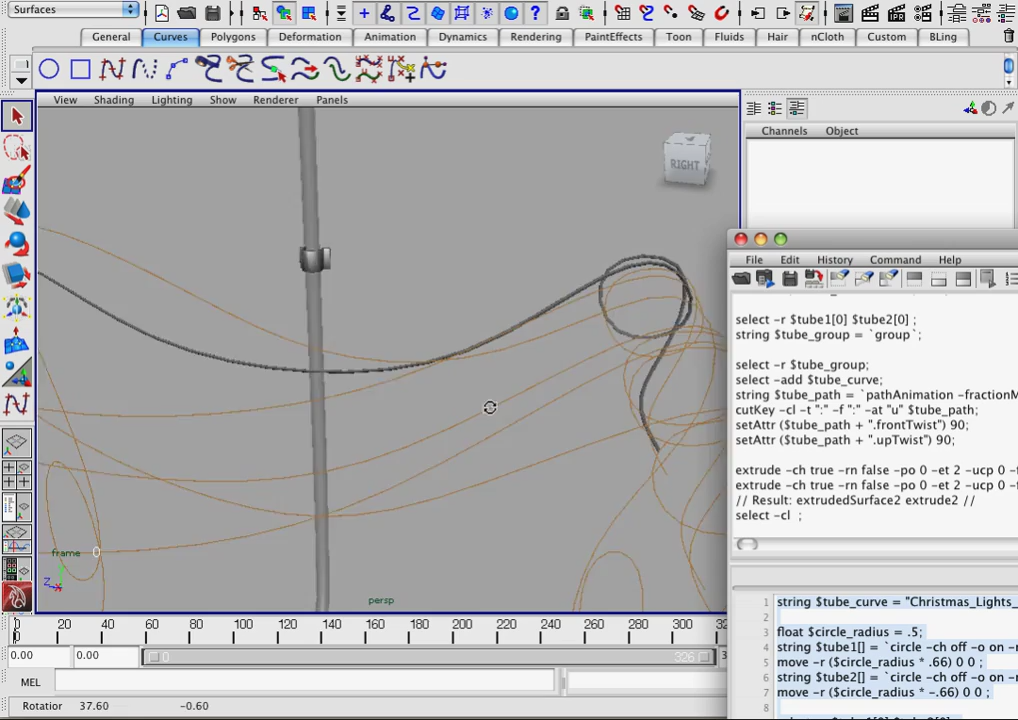 Surfaces
General Curves Polygons Deformation Animation Dynamics Rendering PaintEffects Toon Fluids Hair nCloth Custom BLing
View Shading Lighting Show Renderer Panels
Channels Object
RIGHT
File Edit History Command Help
select -r $tube1[0] $tube2[0] ;
string $tube_group = `group`;
select -r $tube_group;
select -add $tube_curve;
string $tube_path = `pathAnimation -fractionM
cutKey -cl -t ":" -f ":" -at "u" $tube_path;
setAttr ($tube_path + ".frontTwist") 90;
setAttr ($tube_path + ".upTwist") 90;
extrude -ch true -rn false -po 0 -et 2 -ucp 0 -f
extrude -ch true -rn false -po 0 -et 2 -ucp 0 -f
// Result: extrudedSurface2 extrude2 //
select -cl ;
frame 0
Z x
persp
1 string $tube_curve = "Christmas_Lights_
2
3 float $circle_radius = .5;
4 string $tube1[] = `circle -ch off -o on -n
5 move -r ($circle_radius * .66) 0 0 ;
6 string $tube2[] = `circle -ch off -o on -n
7 move -r ($circle_radius * -.66) 0 0 ;
8
0 20 40 60 80 100 120 140 160 180 200 220 240 260 280 300 32
0.00 0.00 0 326 3
MEL
Rotation 37.60 -0.60